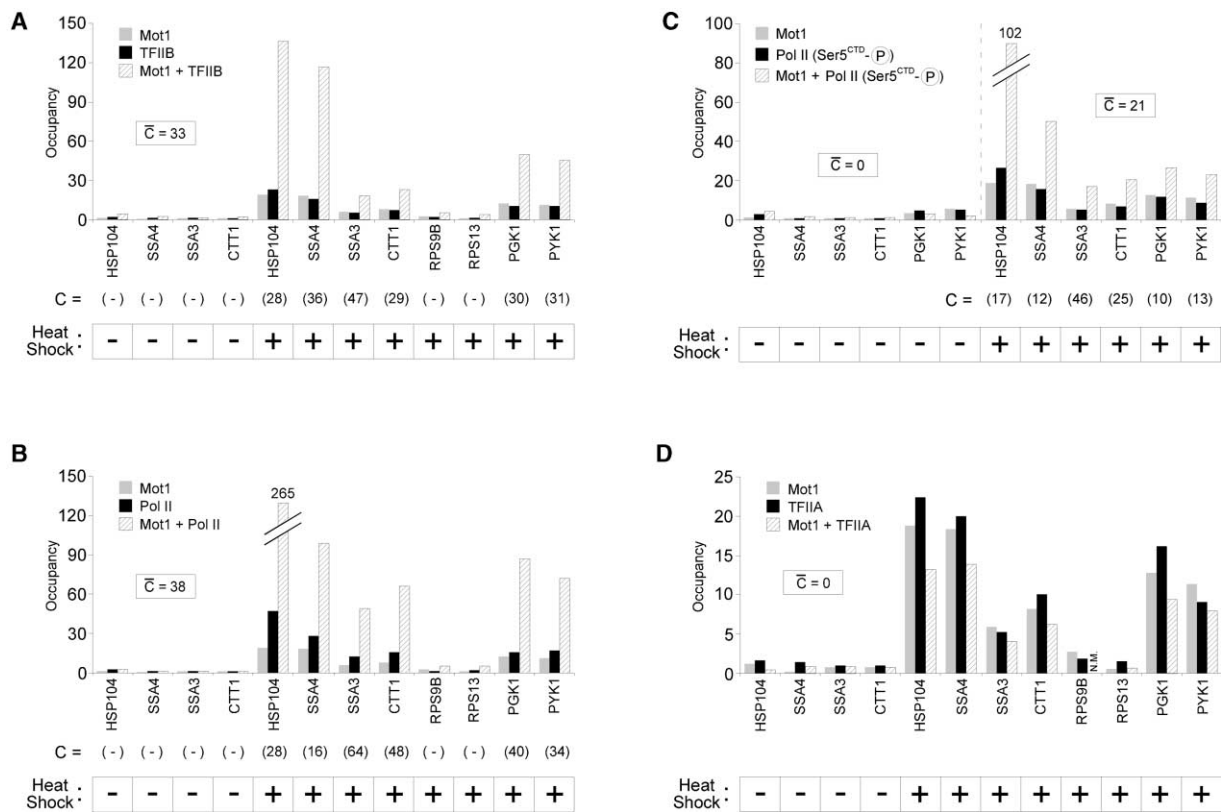 A
150
120
90
60
30
0
Occupancy
Mot1
TFIIB
Mot1 + TFIIB
C̅ = 33
HSP104 SSA4 SSA3 CTT1 HSP104 SSA4 SSA3 CTT1 RPS9B RPS13 PGK1 PYK1
C = (-) (-) (-) (-) (28) (36) (47) (29) (-) (-) (30) (31)
Heat
Shock : - - - - + + + + + + + +
C
100
80
60
40
20
0
Occupancy
Mot1
Pol II (Ser5CTD- P)
Mot1 + Pol II (Ser5CTD- P)
102
C̅ = 0
C̅ = 21
HSP104 SSA4 SSA3 CTT1 PGK1 PYK1 HSP104 SSA4 SSA3 CTT1 PGK1 PYK1
C = (17) (12) (46) (25) (10) (13)
Heat
Shock : - - - - - - + + + + + +
B
150
120
90
60
30
0
Occupancy
Mot1
Pol II
Mot1 + Pol II
265
C̅ = 38
HSP104 SSA4 SSA3 CTT1 HSP104 SSA4 SSA3 CTT1 RPS9B RPS13 PGK1 PYK1
C = (-) (-) (-) (-) (28) (16) (64) (48) (-) (-) (40) (34)
Heat
Shock : - - - - + + + + + + + +
D
25
20
15
10
5
0
Occupancy
Mot1
TFIIA
Mot1 + TFIIA
C̅ = 0
N.M.
HSP104 SSA4 SSA3 CTT1 HSP104 SSA4 SSA3 CTT1 RPS9B RPS13 PGK1 PYK1
Heat
Shock : - - - - + + + + + + + +